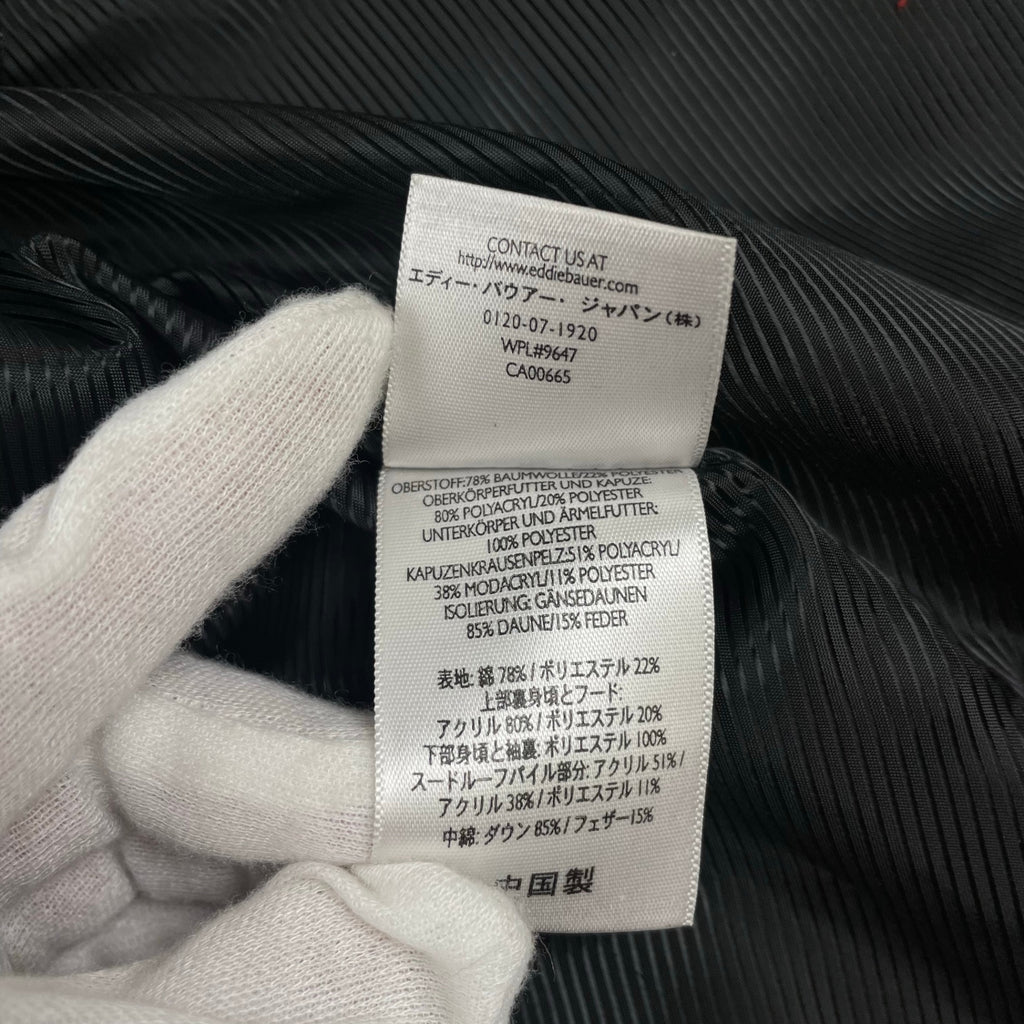 CONTACT US AT
http://www.eddiebauer.com
エディー・バウアー・ジャパン(株)
0120-07-1920
WPL#9647
CA00665
OBERSTOFF:78% BAUMWOLLE/22% POLYESTER
OBERKÖRPERFUTTER UND KAPUZE:
80% POLYACRYL/20% POLYESTER
UNTERKÖRPER UND ÄRMELFUTTER:
100% POLYESTER
KAPUZENKRAUSENPELZ:51% POLYACRYL/
38% MODACRYL/11% POLYESTER
ISOLIERUNG: GÄNSEDAUNEN
85% DAUNE/15% FEDER
表地: 綿 78% / ポリエステル 22%
上部裏身頃とフード:
アクリル 80% / ポリエステル 20%
下部身頃と袖裏: ポリエステル 100%
スードルーフパイル部分: アクリル 51% /
アクリル 38% / ポリエステル 11%
中綿: ダウン 85% / フェザー15%
中国製